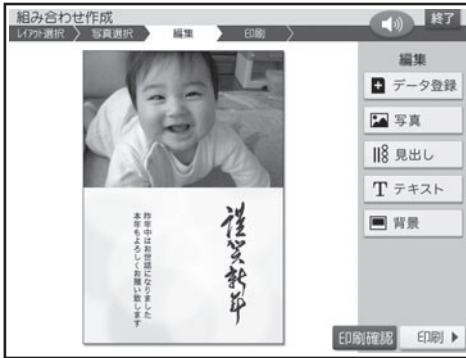 組み合わせ作成
終了
レイアウト選択
写真選択
編集
印刷
編集
データ登録
写真
見出し
T テキスト
背景
謹賀新年
昨年中はお世話になりました
本年もよろしくお願い致します
印刷確認
印刷